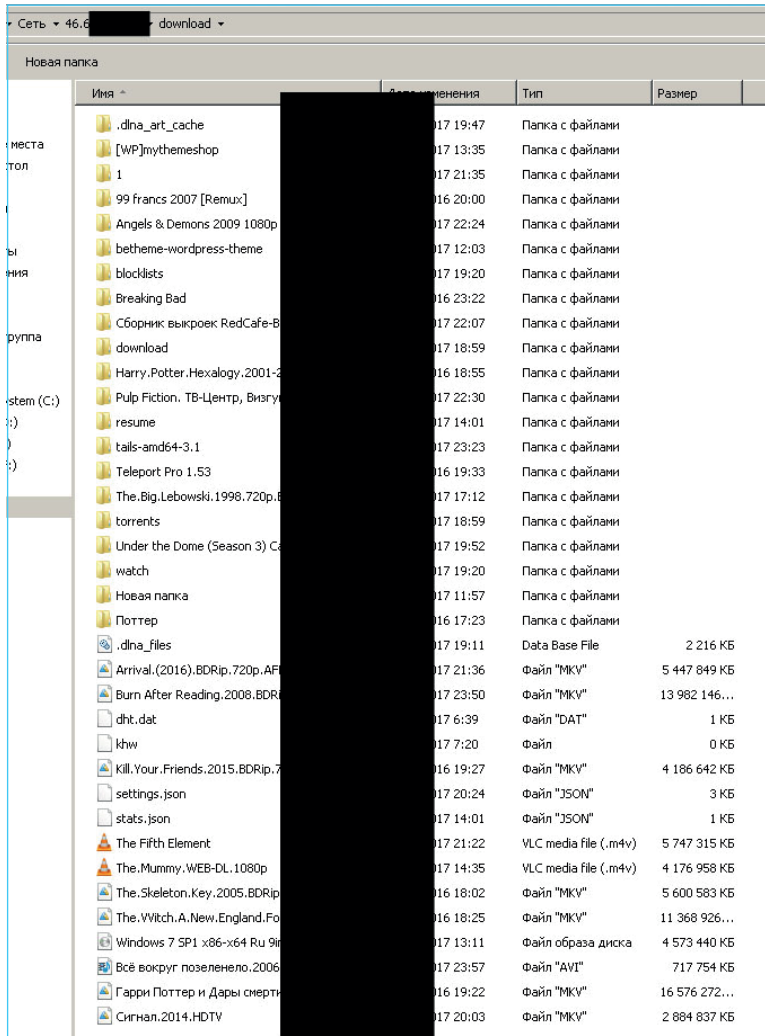 Сеть 46.6 download
Новая папка
Имя изменения Тип Размер
.dlna_art_cache 17 19:47 Папка с файлами
места [WP]mythemeshop 17 13:35 Папка с файлами
1 17 21:35 Папка с файлами
99 francs 2007 [Remux] 16 20:00 Папка с файлами
Angels & Demons 2009 1080p 17 22:24 Папка с файлами
betheme-wordpress-theme 17 12:03 Папка с файлами
blocklists 17 19:20 Папка с файлами
Breaking Bad 16 23:22 Папка с файлами
Сборник выкроек RedCafe-B 17 22:07 Папка с файлами
руппа download 17 18:59 Папка с файлами
Harry.Potter.Hexalogy.2001-2 16 18:55 Папка с файлами
stem (C:) Pulp Fiction. ТВ-Центр, Визгу 17 22:30 Папка с файлами
resume 17 14:01 Папка с файлами
tails-amd64-3.1 17 23:23 Папка с файлами
Teleport Pro 1.53 16 19:33 Папка с файлами
The.Big.Lebowski.1998.720p. 17 17:12 Папка с файлами
torrents 17 18:59 Папка с файлами
Under the Dome (Season 3) Ca 17 19:52 Папка с файлами
watch 17 19:20 Папка с файлами
Новая папка 17 11:57 Папка с файлами
Поттер 16 17:23 Папка с файлами
.dlna_files 17 19:11 Data Base File 2 216 КБ
Arrival.(2016).BDRip.720p.AF 17 21:36 Файл "MKV" 5 447 849 КБ
Burn After Reading.2008.BDRi 17 23:50 Файл "MKV" 13 982 146...
dht.dat 17 6:39 Файл "DAT" 1 КБ
khw 17 7:20 Файл 0 КБ
Kill.Your.Friends.2015.BDRip.7 16 19:27 Файл "MKV" 4 186 642 КБ
settings.json 17 20:24 Файл "JSON" 3 КБ
stats.json 17 14:01 Файл "JSON" 1 КБ
The Fifth Element 17 21:22 VLC media file (.m4v) 5 747 315 КБ
The.Mummy.WEB-DL.1080p 17 14:35 VLC media file (.m4v) 4 176 958 КБ
The.Skeleton.Key.2005.BDRip 16 18:02 Файл "MKV" 5 600 583 КБ
The.VVitch.A.New.England.Fo 16 18:25 Файл "MKV" 11 368 926...
Windows 7 SP1 x86-x64 Ru 9i 17 13:11 Файл образа диска 4 573 440 КБ
Всё вокруг позеленело.2006 17 23:57 Файл "AVI" 717 754 КБ
Гарри Поттер и Дары смерти 16 19:22 Файл "MKV" 16 576 272...
Сигнал.2014.HDTV 17 20:03 Файл "MKV" 2 884 837 КБ